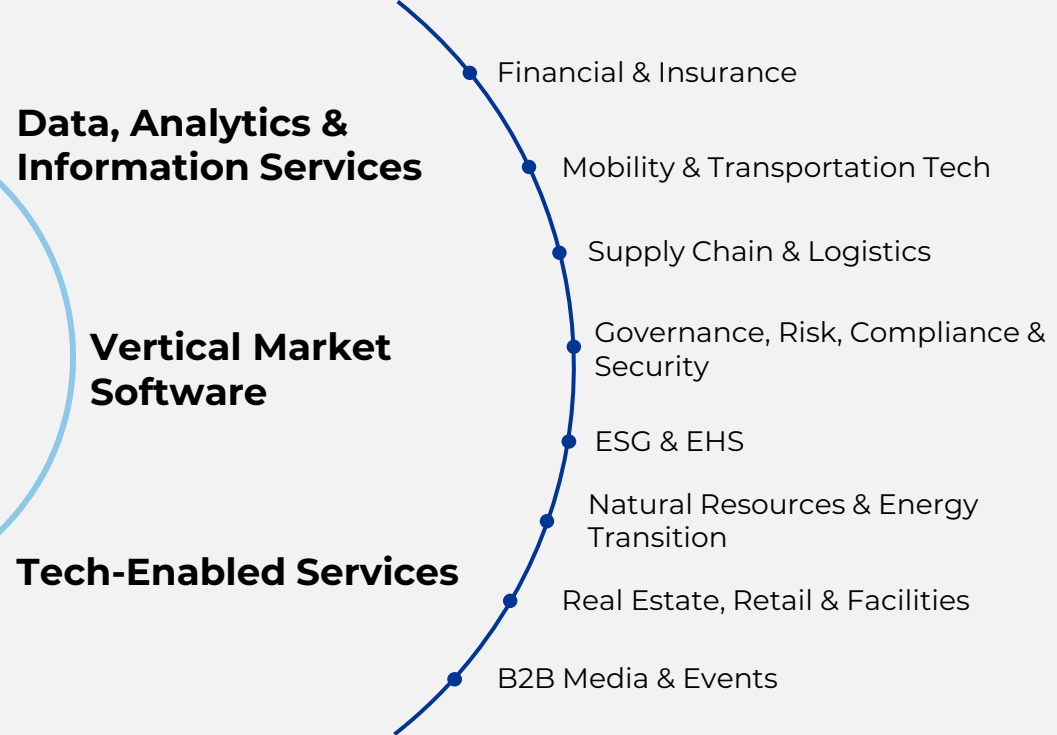 Data, Analytics &
Information Services
Vertical Market
Software
Tech-Enabled Services
Financial & Insurance
Mobility & Transportation Tech
Supply Chain & Logistics
Governance, Risk, Compliance &
Security
ESG & EHS
Natural Resources & Energy
Transition
Real Estate, Retail & Facilities
B2B Media & Events